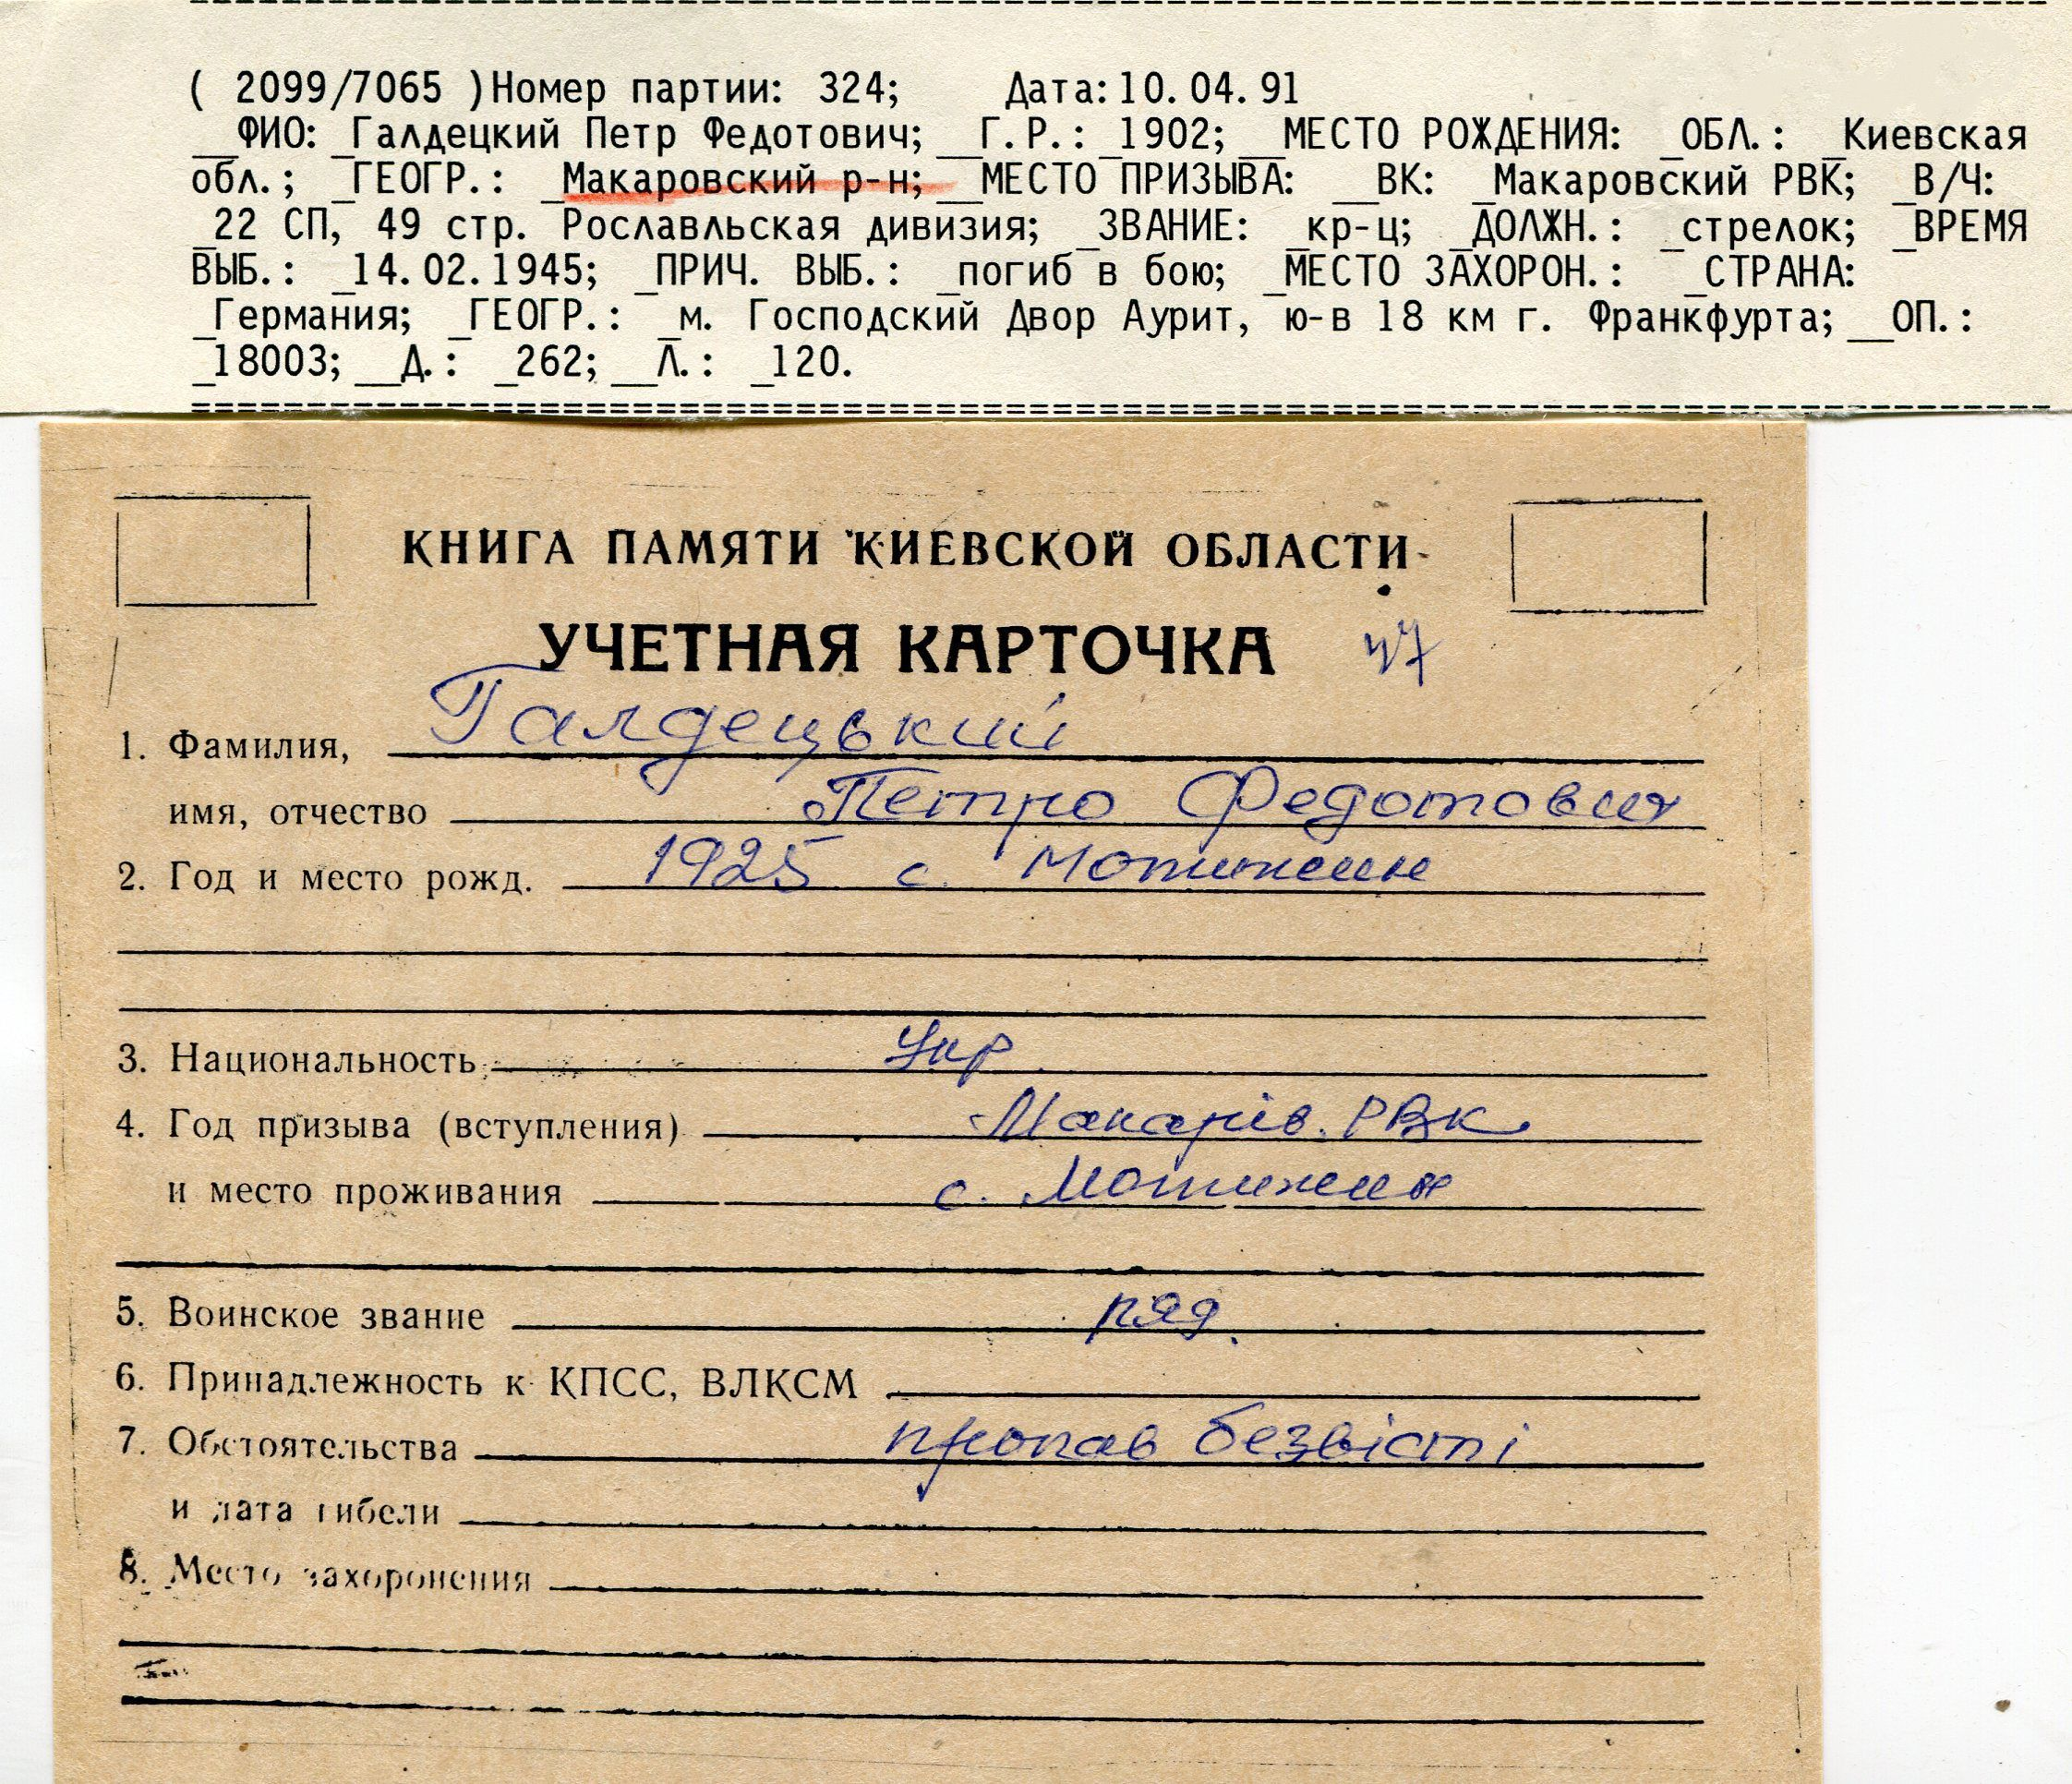 ( 2099/7065 )Номер партии: 324; Дата:10.04.91
__ФИО: _Галдецкий Петр Федотович; __Г.Р.: _1902; __МЕСТО РОЖДЕНИЯ: _ОБЛ.: _Киевская
обл.; _ГЕОГР.: _Макаровский р-н; __МЕСТО ПРИЗЫВА: __ВК: _Макаровский РВК; _В/Ч:
_22 СП, 49 стр. Рославльская дивизия; _ЗВАНИЕ: _кр-ц; _ДОЛЖН.: _стрелок; _ВРЕМЯ
ВЫБ.: _14.02.1945; _ПРИЧ. ВЫБ.: _погиб в бою; _МЕСТО ЗАХОРОН.: _СТРАНА:
_Германия; _ГЕОГР.: _м. Господский Двор Аурит, ю-в 18 км г. Франкфурта; __ОП.:
_18003; __Д.: _262; __Л.: _120.
КНИГА ПАМЯТИ КИЕВСКОЙ ОБЛАСТИ
УЧЕТНАЯ КАРТОЧКА
1. Фамилия, Галдецький
имя, отчество Петро Федотович
2. Год и место рожд. 1925 с. Мотижин
3. Национальность Укр
4. Год призыва (вступления) Макарів. РВК
и место проживания с. Мотижин
5. Воинское звание ряд.
6. Принадлежность к КПСС, ВЛКСМ
7. Обстоятельства пропав безвісті
и дата гибели
8. Место захоронения